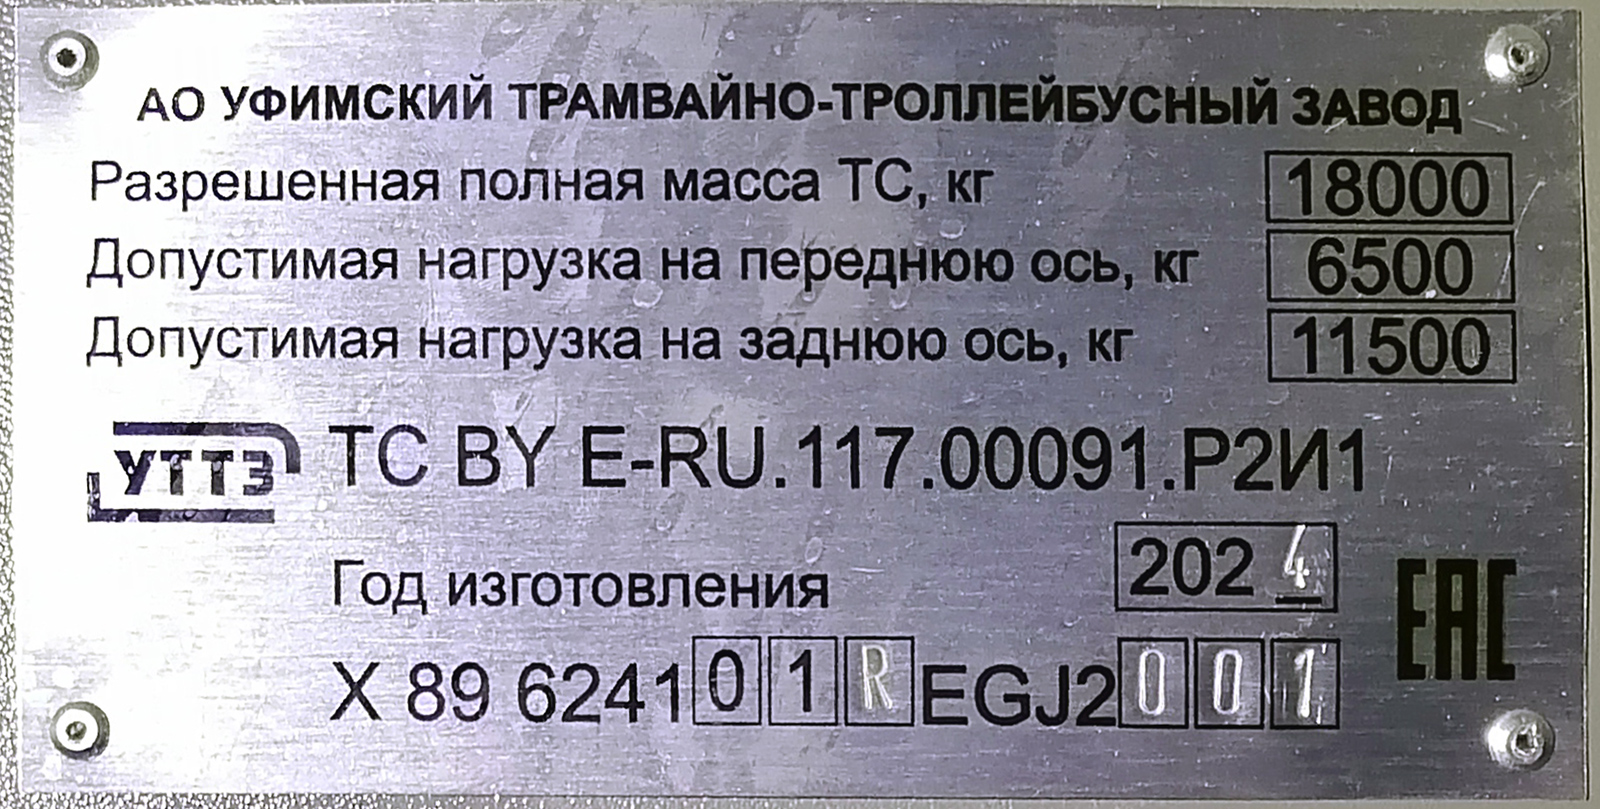 АО УФИМСКИЙ ТРАМВАЙНО-ТРОЛЛЕЙБУСНЫЙ ЗАВОД
Разрешенная полная масса ТС, кг 18000
Допустимая нагрузка на переднюю ось, кг 6500
Допустимая нагрузка на заднюю ось, кг 11500
УТТЗ ТС BY E-RU.117.00091.Р2И1
Год изготовления 2024
EAC
X 89 624101REGJ2001